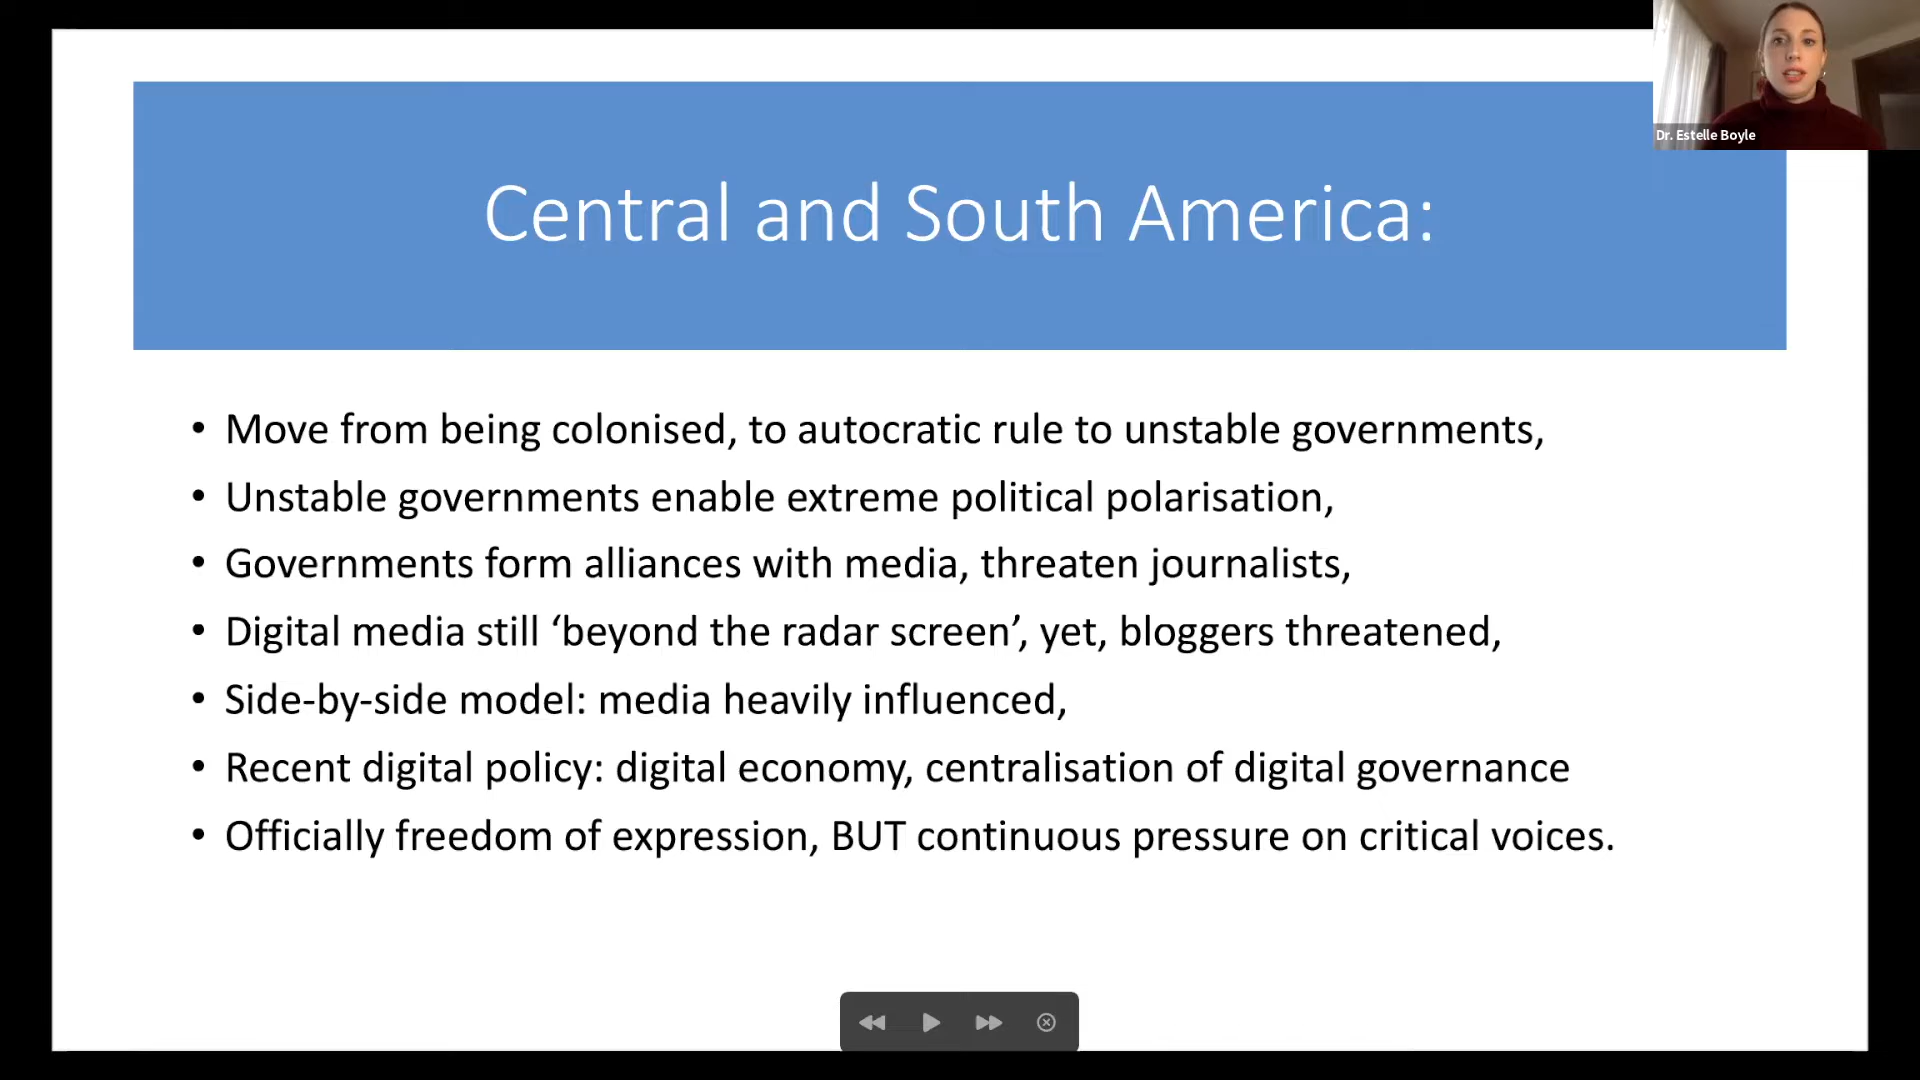 Dr. Estelle Boyle
Central and South America:
• Move from being colonised, to autocratic rule to unstable governments,
• Unstable governments enable extreme political polarisation,
• Governments form alliances with media, threaten journalists,
• Digital media still ‘beyond the radar screen’, yet, bloggers threatened,
• Side-by-side model: media heavily influenced,
• Recent digital policy: digital economy, centralisation of digital governance
• Officially freedom of expression, BUT continuous pressure on critical voices.